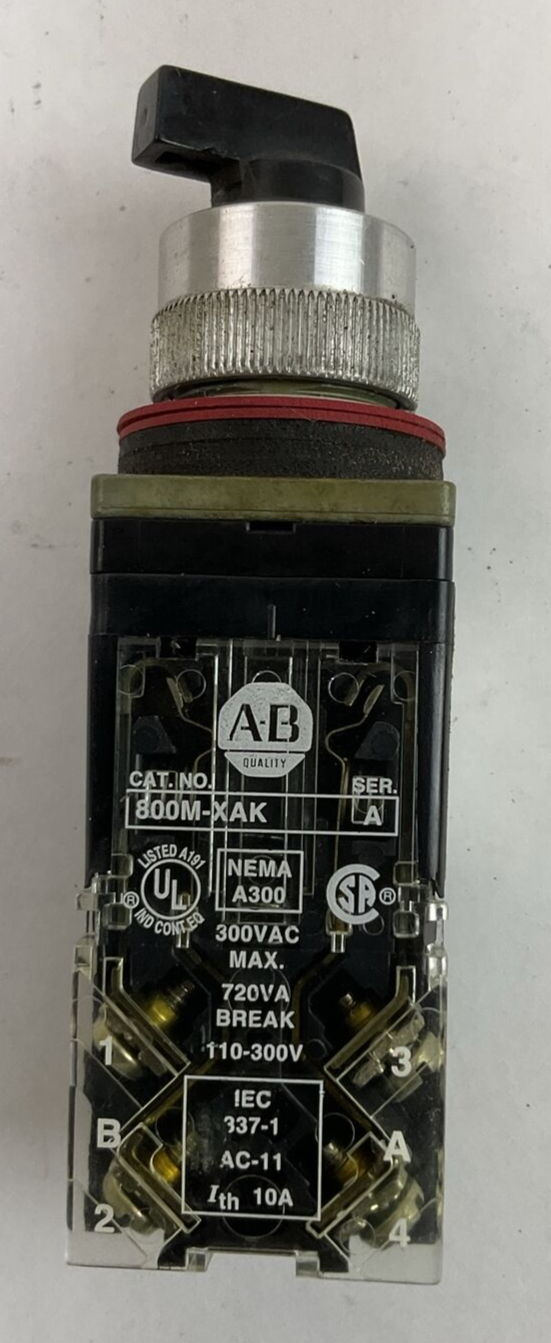 A-B
QUALITY
CAT. NO. SER.
800M-XAK A
LISTED A191
UL
IND CONT. EQ
®
NEMA
A300
SA ®
300VAC
MAX.
720VA
BREAK
110-300V
1 3
IEC
337-1
AC-11
Ith 10A
B A
2 4